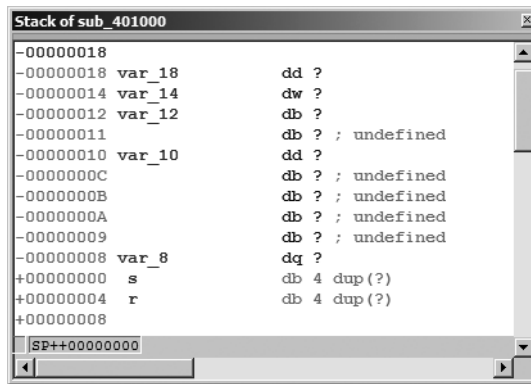 Stack of sub_401000
-00000018
-00000018 var_18 dd ?
-00000014 var_14 dw ?
-00000012 var_12 db ?
-00000011 db ? ; undefined
-00000010 var_10 dd ?
-0000000C db ? ; undefined
-0000000B db ? ; undefined
-0000000A db ? ; undefined
-00000009 db ? ; undefined
-00000008 var_8 dq ?
+00000000 s db 4 dup(?)
+00000004 r db 4 dup(?)
+00000008
SP++00000000